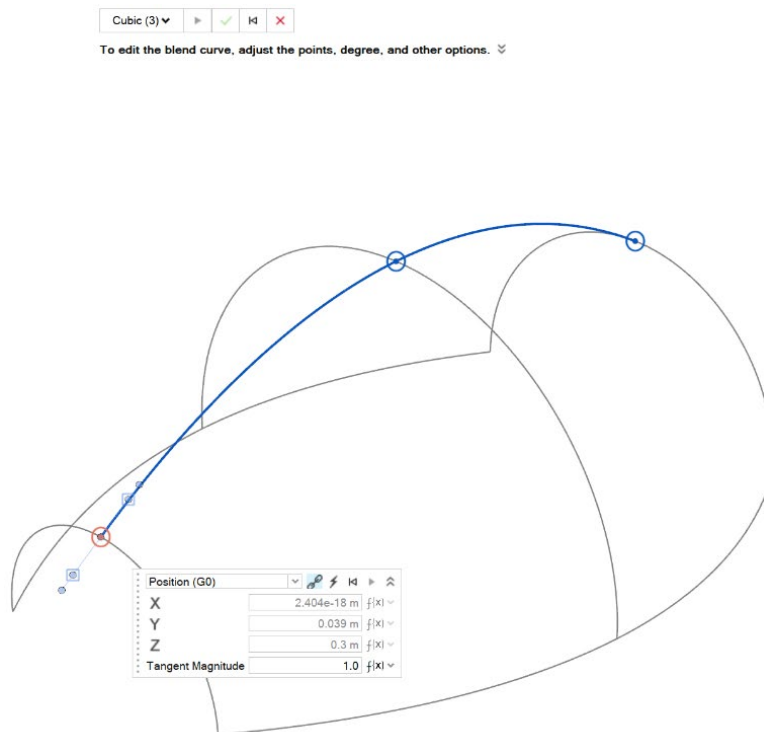 Cubic (3)
To edit the blend curve, adjust the points, degree, and other options.
Position (G0)
X 2.404e-18 m f(x)
Y 0.039 m f(x)
Z 0.3 m f(x)
Tangent Magnitude 1.0 f(x)